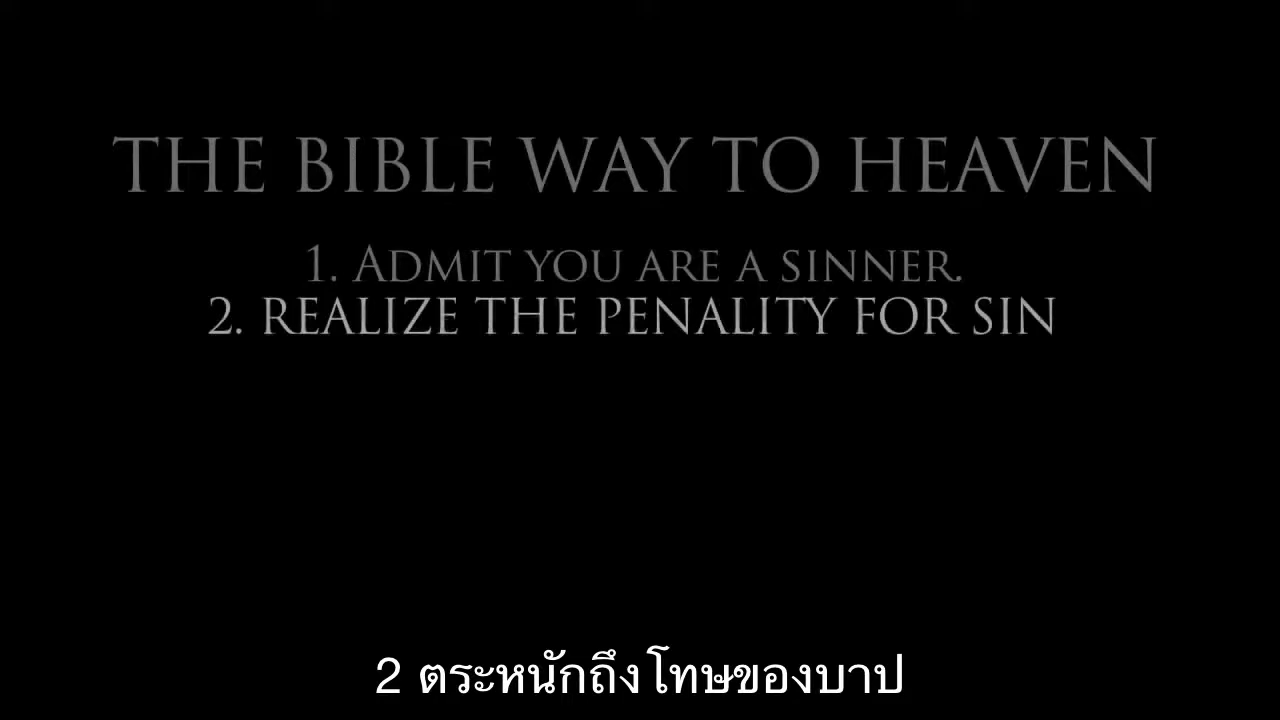 THE BIBLE WAY TO HEAVEN
1. ADMIT YOU ARE A SINNER.
2. REALIZE THE PENALITY FOR SIN
2 ตระหนักถึงโทษของบาป